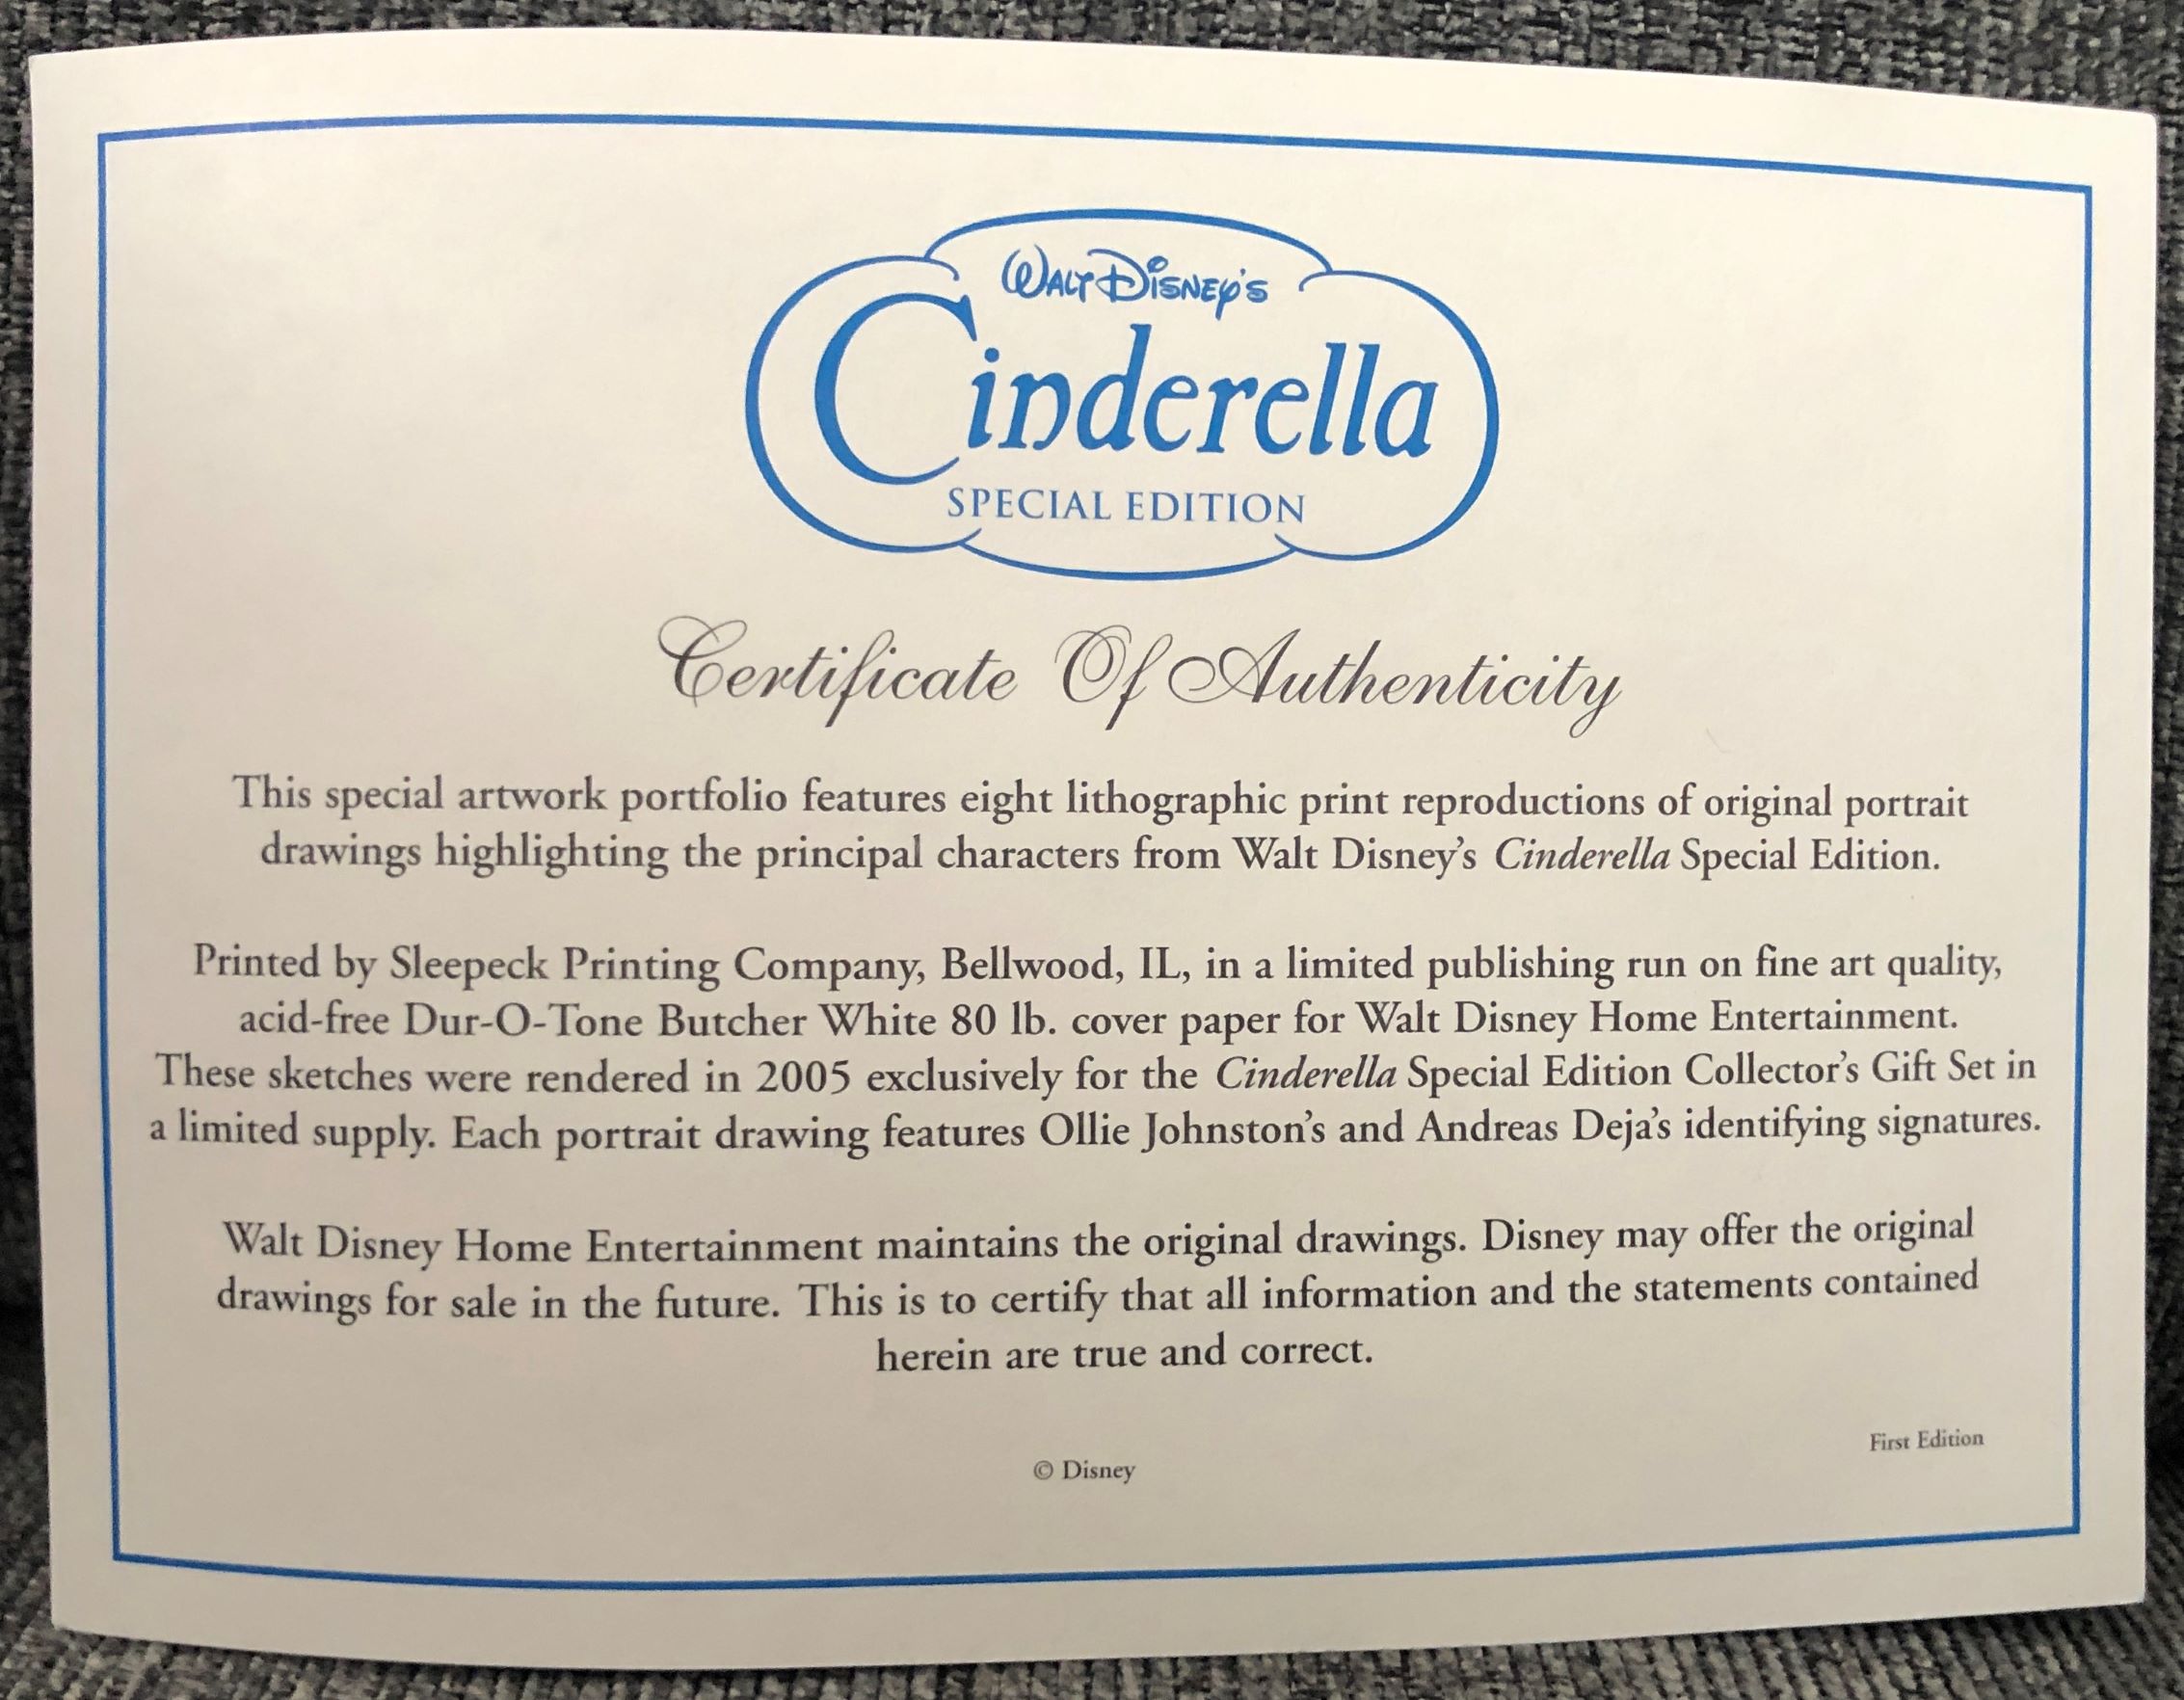 WALT DISNEY'S
Cinderella
SPECIAL EDITION
Certificate Of Authenticity
This special artwork portfolio features eight lithographic print reproductions of original portrait
drawings highlighting the principal characters from Walt Disney's Cinderella Special Edition.
Printed by Sleepeck Printing Company, Bellwood, IL, in a limited publishing run on fine art quality,
acid-free Dur-O-Tone Butcher White 80 lb. cover paper for Walt Disney Home Entertainment.
These sketches were rendered in 2005 exclusively for the Cinderella Special Edition Collector's Gift Set in
a limited supply. Each portrait drawing features Ollie Johnston's and Andreas Deja's identifying signatures.
Walt Disney Home Entertainment maintains the original drawings. Disney may offer the original
drawings for sale in the future. This is to certify that all information and the statements contained
herein are true and correct.
First Edition
© Disney